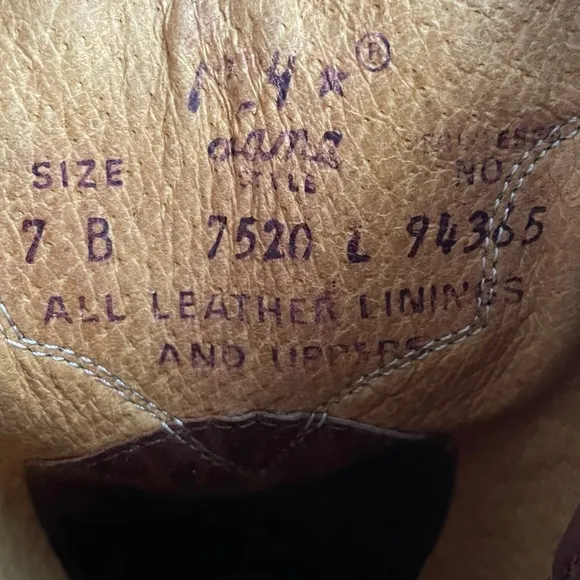 ®
SIZE STYLE NO.
7 B 7520 L 94365
ALL LEATHER LININGS
AND UPPERS